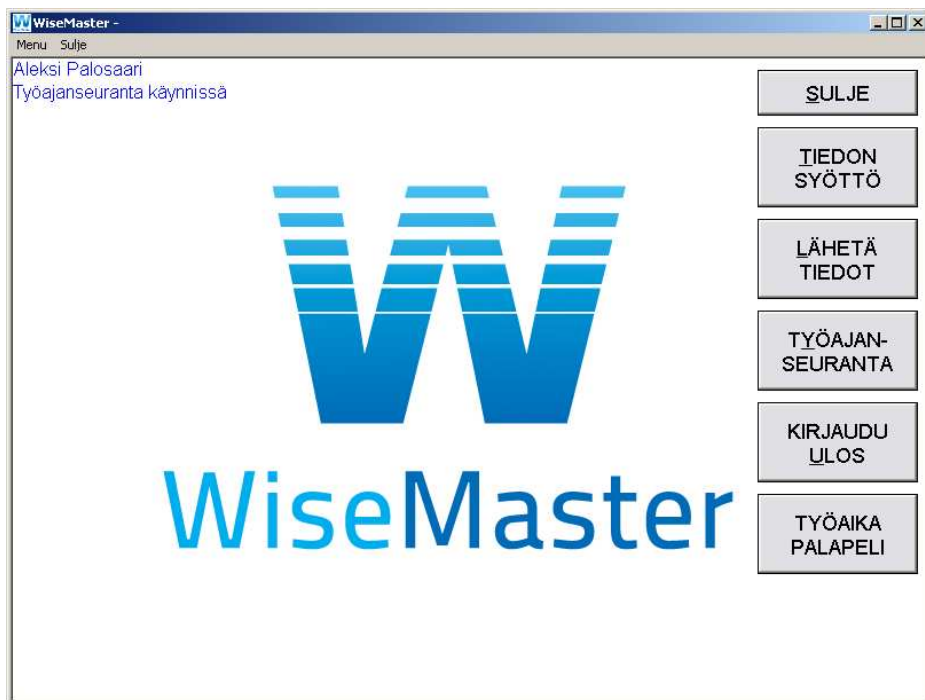 WiseMaster -
Menu Sulje
Aleksi Palosaari
Työajanseuranta käynnissä
SULJE
TIEDON
SYÖTTÖ
LÄHETÄ
TIEDOT
TYÖAJAN-
SEURANTA
KIRJAUDU
ULOS
TYÖAIKA
PALAPELI
W
WiseMaster